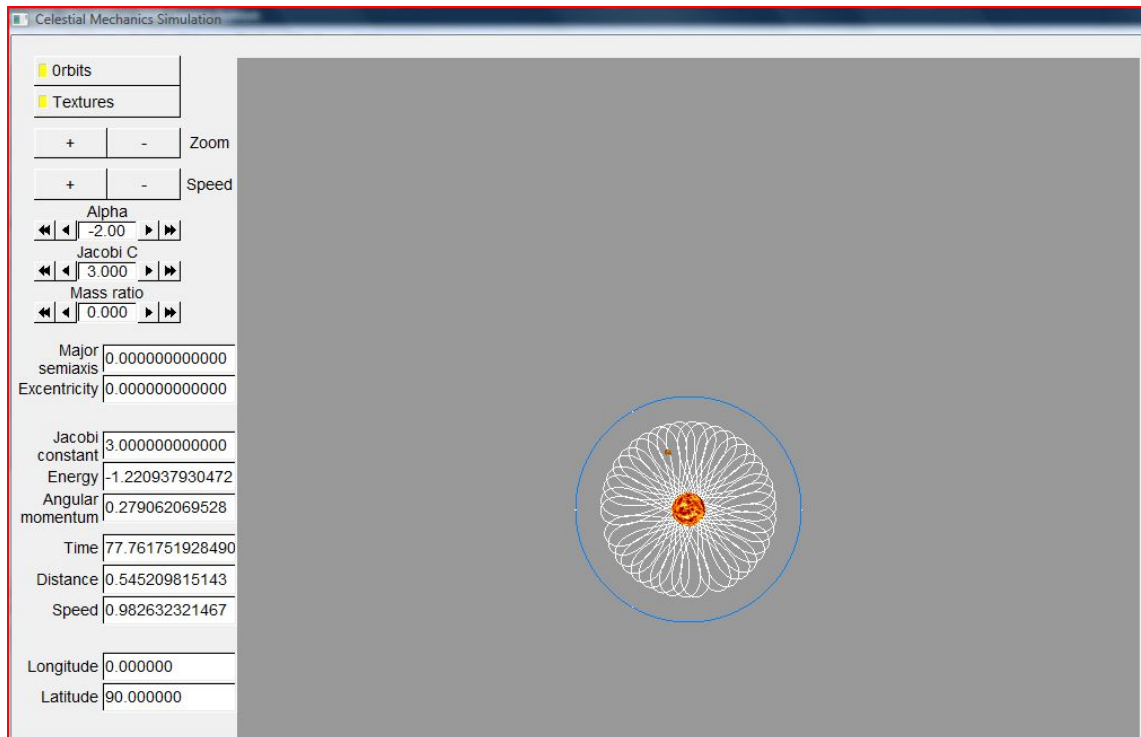 Celestial Mechanics Simulation
0rbits
Textures
+ - Zoom
+ - Speed
Alpha
-2.00
Jacobi C
3.000
Mass ratio
0.000
Major
semiaxis 0.000000000000
Excentricity 0.000000000000
Jacobi
constant 3.000000000000
Energy -1.220937930472
Angular
momentum 0.279062069528
Time 77.761751928490
Distance 0.545209815143
Speed 0.982632321467
Longitude 0.000000
Latitude 90.000000